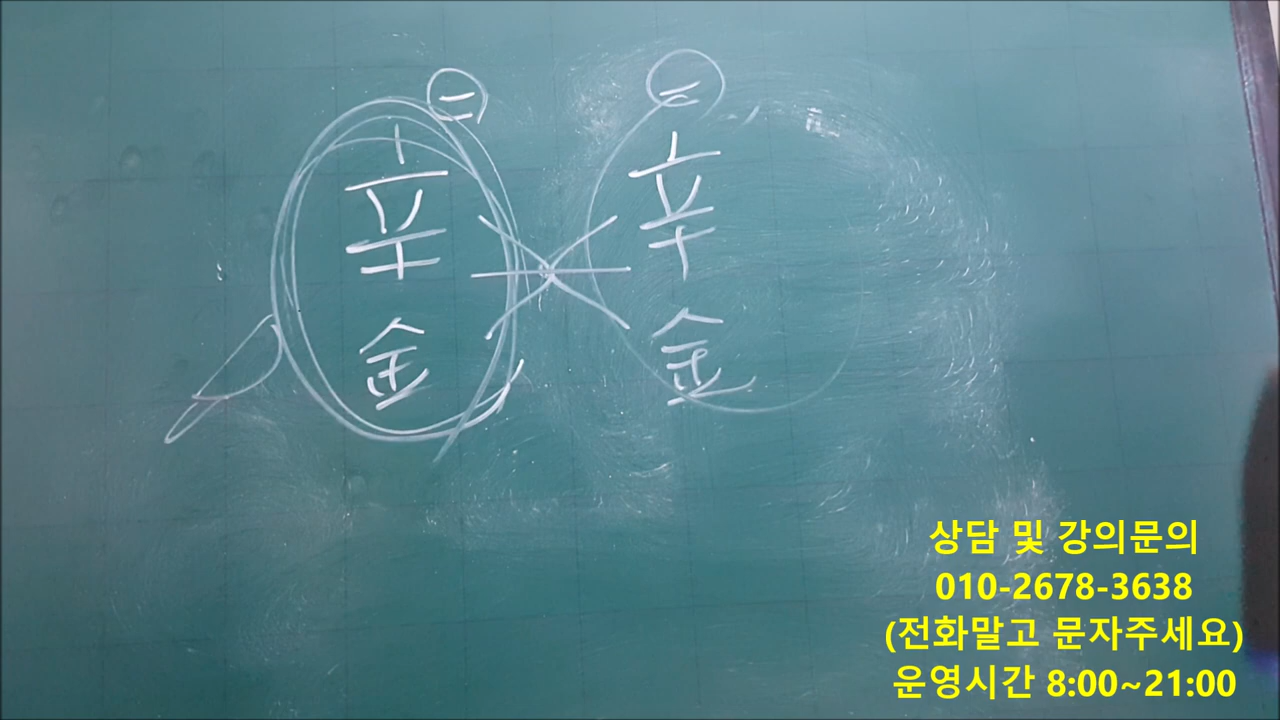 二 二
辛 辛
金 金
상담 및 강의문의
010-2678-3638
(전화말고 문자주세요)
운영시간 8:00~21:00